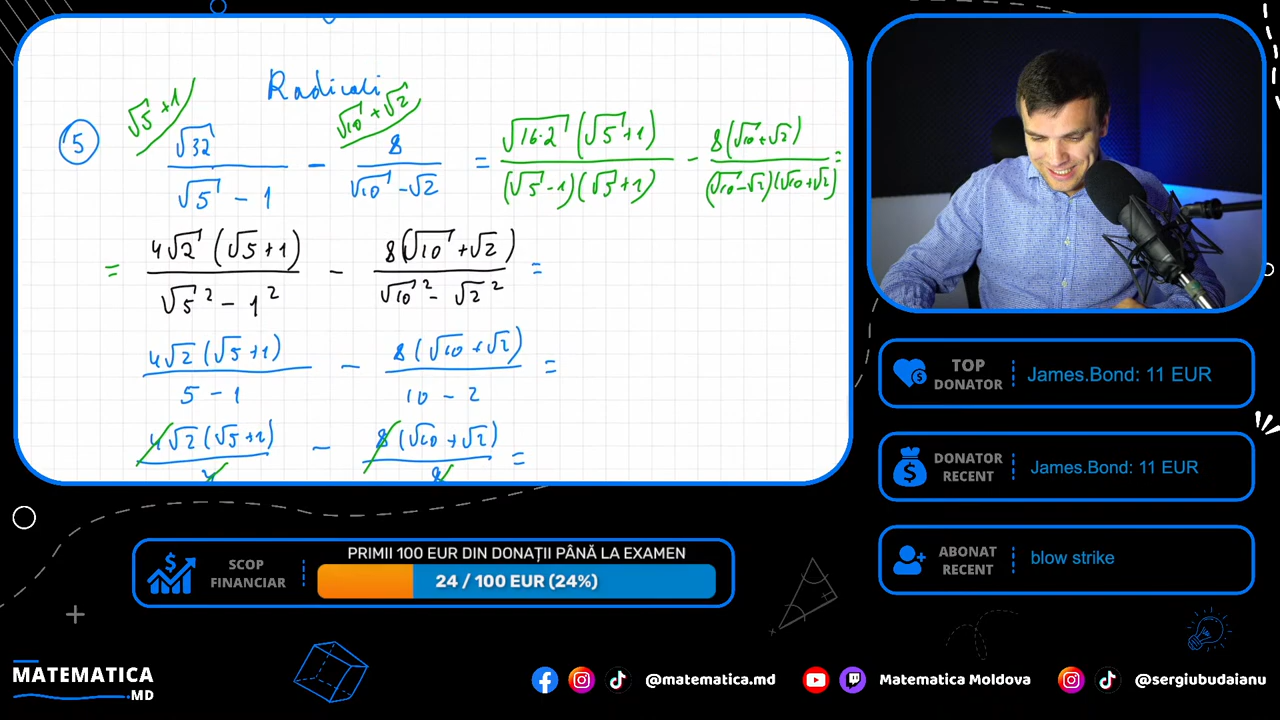 Radicali
√5 + 1 √10 + √2
5 √32 / (√5 - 1) - 8 / (√10 - √2) = √16·2 (√5 + 1) / (√5 - 1)(√5 + 1) - 8(√10 + √2) / (√10 - √2)(√10 + √2) =
= 4√2 (√5 + 1) / (√5² - 1²) - 8(√10 + √2) / (√10² - √2²) =
4√2 (√5 + 1) / (5 - 1) - 8(√10 + √2) / (10 - 2) =
4√2 (√5 + 1) / 4 - 8(√10 + √2) / 8 =
TOP
DONATOR
James.Bond: 11 EUR
DONATOR
RECENT
James.Bond: 11 EUR
ABONAT
RECENT
blow strike
SCOP
FINANCIAR
PRIMII 100 EUR DIN DONAȚII PÂNĂ LA EXAMEN
24 / 100 EUR (24%)
MATEMATICA
.MD
@matematica.md
Matematica Moldova
@sergiubudaianu